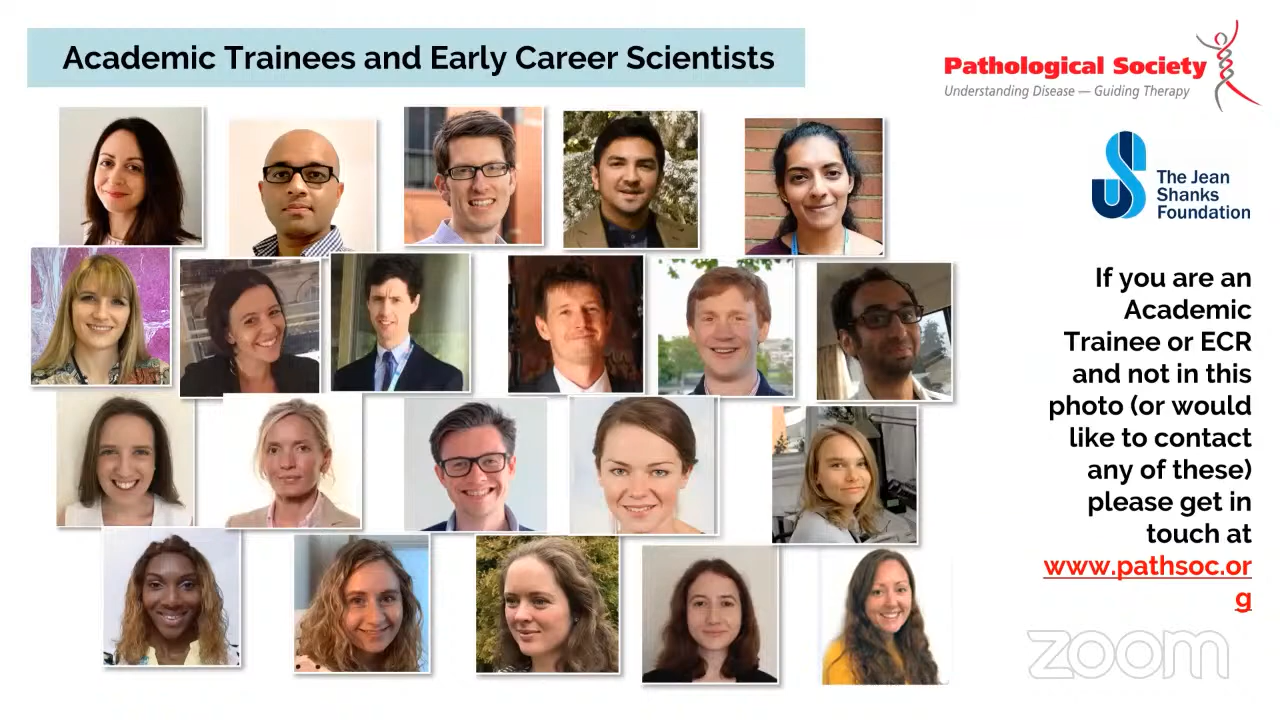 Academic Trainees and Early Career Scientists
Pathological Society
Understanding Disease — Guiding Therapy
The Jean
Shanks
Foundation
If you are an
Academic
Trainee or ECR
and not in this
photo (or would
like to contact
any of these)
please get in
touch at
www.pathsoc.or
g
zoom